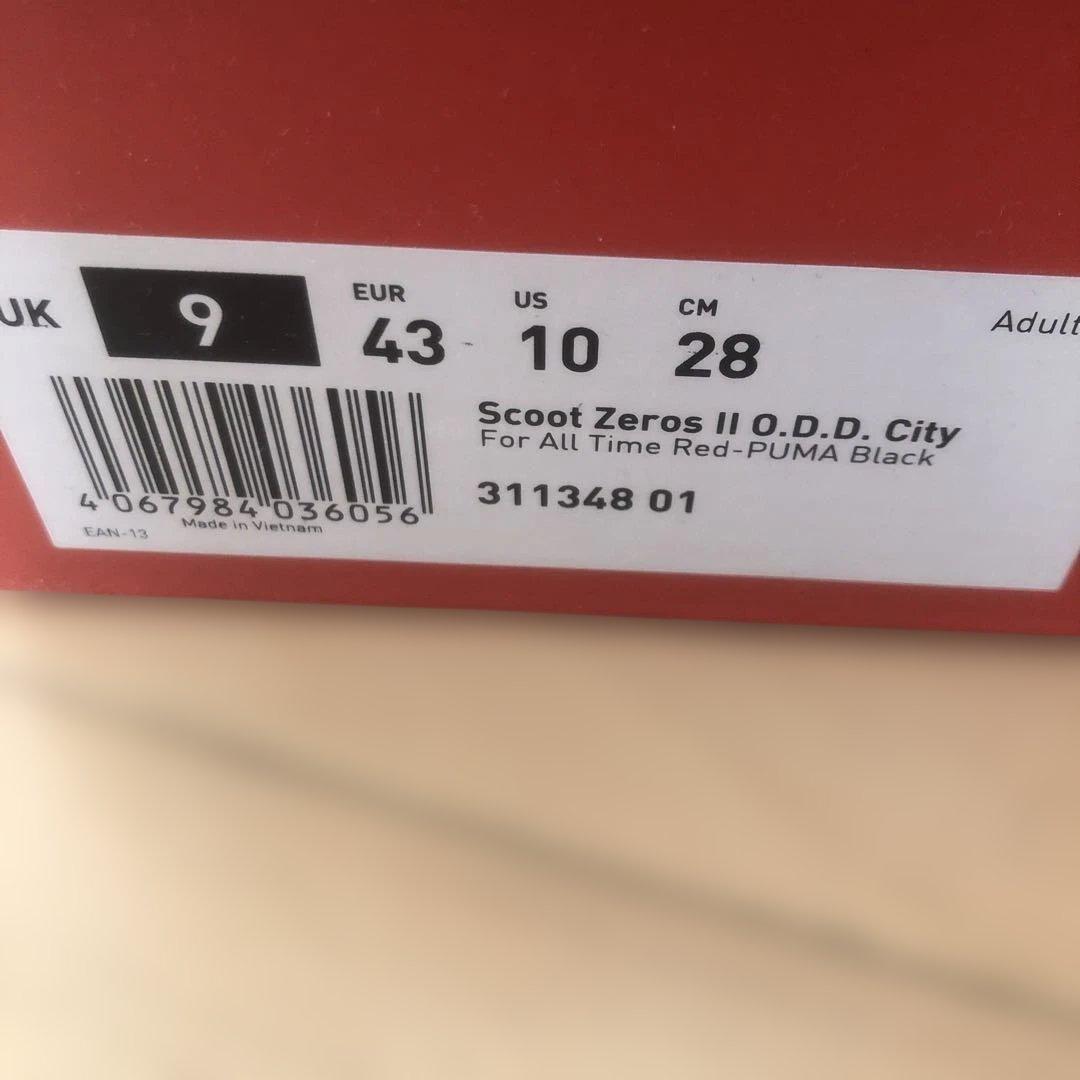 UK 9 EUR 43 US 10 CM 28 Adult
Scoot Zeros II O.D.D. City
For All Time Red-PUMA Black
311348 01
4 067984 036056
EAN-13 Made in Vietnam